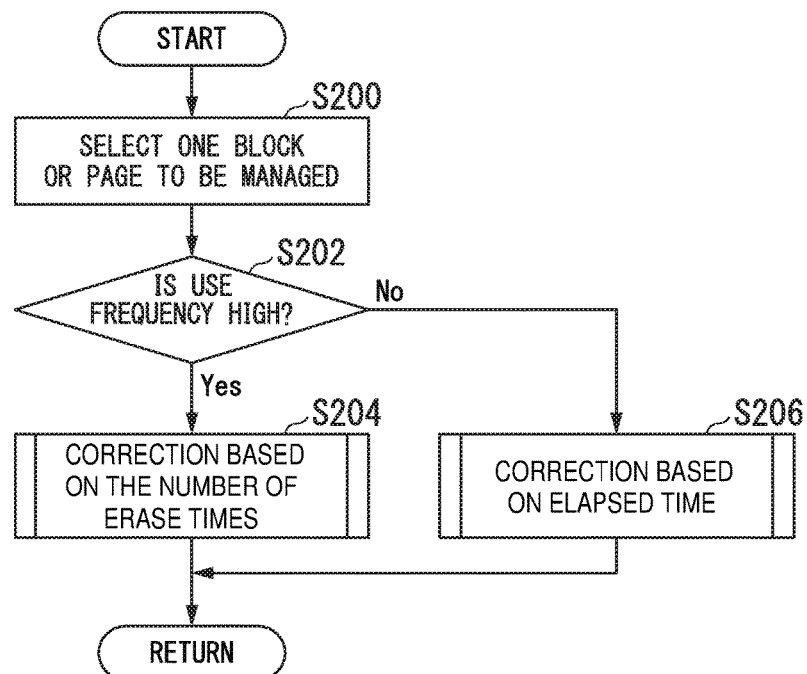 START
S200
SELECT ONE BLOCK
OR PAGE TO BE MANAGED
S202
IS USE
FREQUENCY HIGH?
No
Yes
S204
CORRECTION BASED
ON THE NUMBER OF
ERASE TIMES
S206
CORRECTION BASED
ON ELAPSED TIME
RETURN